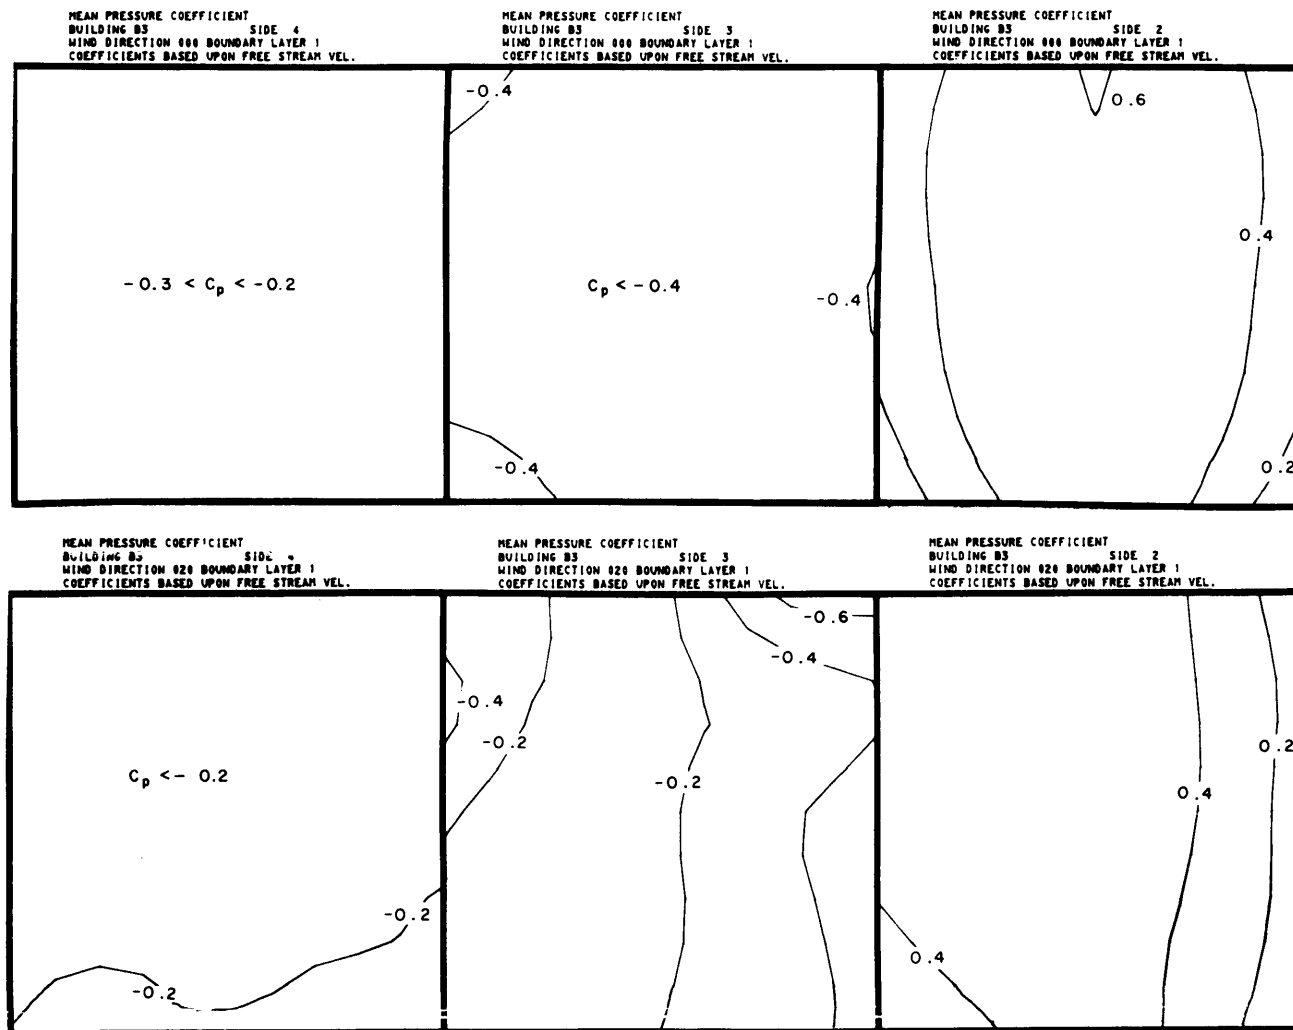 MEAN PRESSURE COEFFICIENT
BUILDING B3 SIDE 4
WIND DIRECTION 000 BOUNDARY LAYER 1
COEFFICIENTS BASED UPON FREE STREAM VEL.
-0.3 < Cp < -0.2
MEAN PRESSURE COEFFICIENT
BUILDING B3 SIDE 3
WIND DIRECTION 000 BOUNDARY LAYER 1
COEFFICIENTS BASED UPON FREE STREAM VEL.
-0.4
Cp < -0.4
-0.4
-0.4
MEAN PRESSURE COEFFICIENT
BUILDING B3 SIDE 2
WIND DIRECTION 000 BOUNDARY LAYER 1
COEFFICIENTS BASED UPON FREE STREAM VEL.
0.6
0.4
0.2
MEAN PRESSURE COEFFICIENT
BUILDING B3 SIDE 4
WIND DIRECTION 020 BOUNDARY LAYER 1
COEFFICIENTS BASED UPON FREE STREAM VEL.
Cp <- 0.2
-0.2
-0.2
MEAN PRESSURE COEFFICIENT
BUILDING B3 SIDE 3
WIND DIRECTION 020 BOUNDARY LAYER 1
COEFFICIENTS BASED UPON FREE STREAM VEL.
-0.6
-0.4
-0.4
-0.2
-0.2
MEAN PRESSURE COEFFICIENT
BUILDING B3 SIDE 2
WIND DIRECTION 020 BOUNDARY LAYER 1
COEFFICIENTS BASED UPON FREE STREAM VEL.
0.2
0.4
0.4